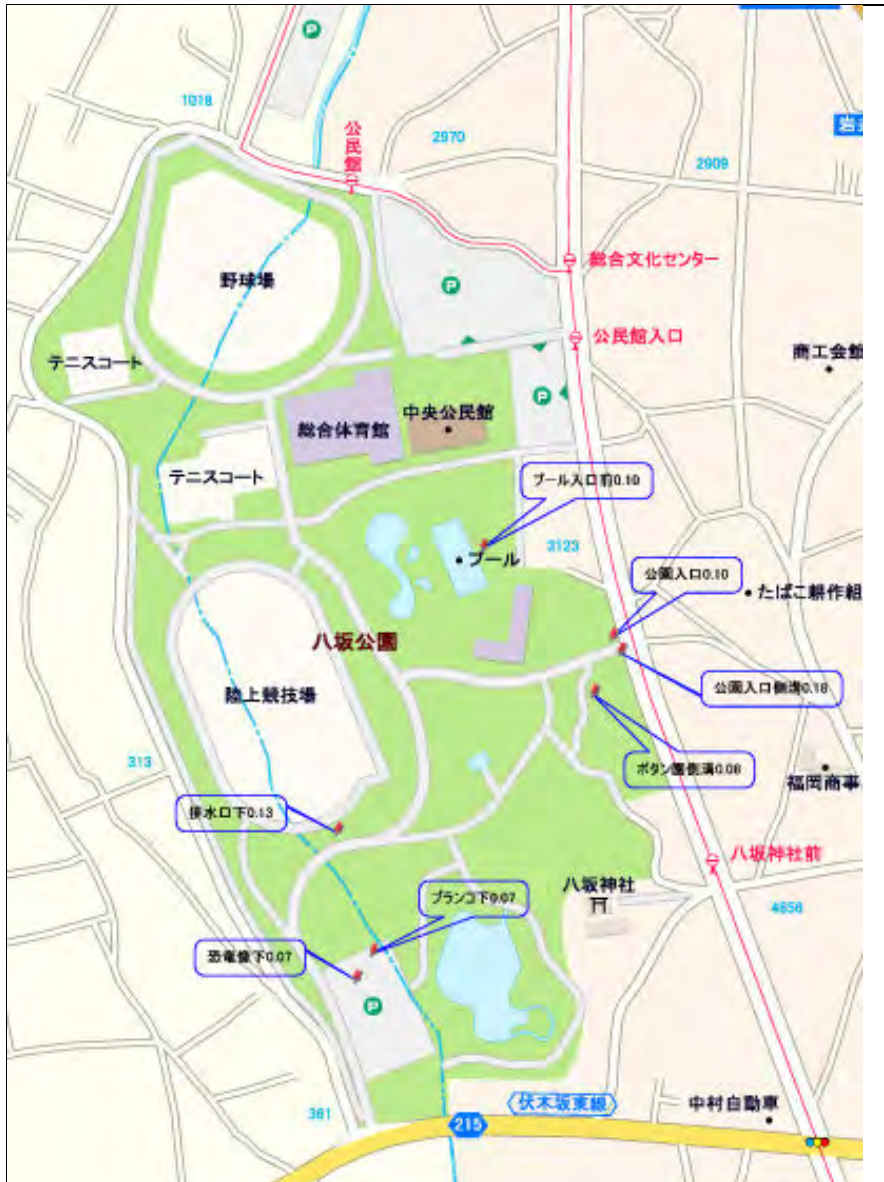 P
1018
公民館
2970
岩
2909
総合文化センター
野球場
P
公民館入口
テニスコート
商工会館
P
中央公民館
総合体育館
テニスコート
プール入口前0.10
3123
プール
公園入口0.10
たばこ耕作組
八坂公園
公園入口側溝0.18
陸上競技場
313
ボタン園側溝0.08
福岡商事
排水口下0.13
八坂神社前
八坂神社
ブランコ下0.07
4656
恐竜像下0.07
P
伏木坂東線
中村自動車
361
215